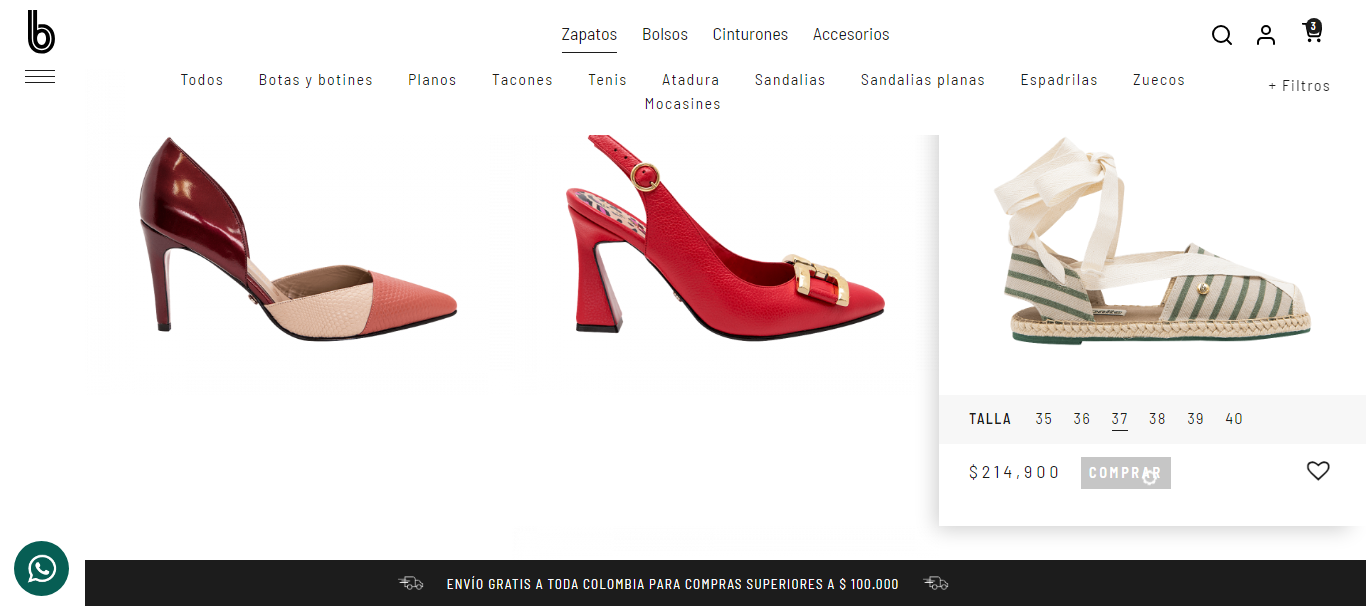 b
Zapatos Bolsos Cinturones Accesorios
3
Todos Botas y botines Planos Tacones Tenis Atadura Sandalias Sandalias planas Espadrilas Zuecos
+ Filtros
Mocasines
TALLA 35 36 37 38 39 40
$214,900 COMPRAR
ENVÍO GRATIS A TODA COLOMBIA PARA COMPRAS SUPERIORES A $ 100.000